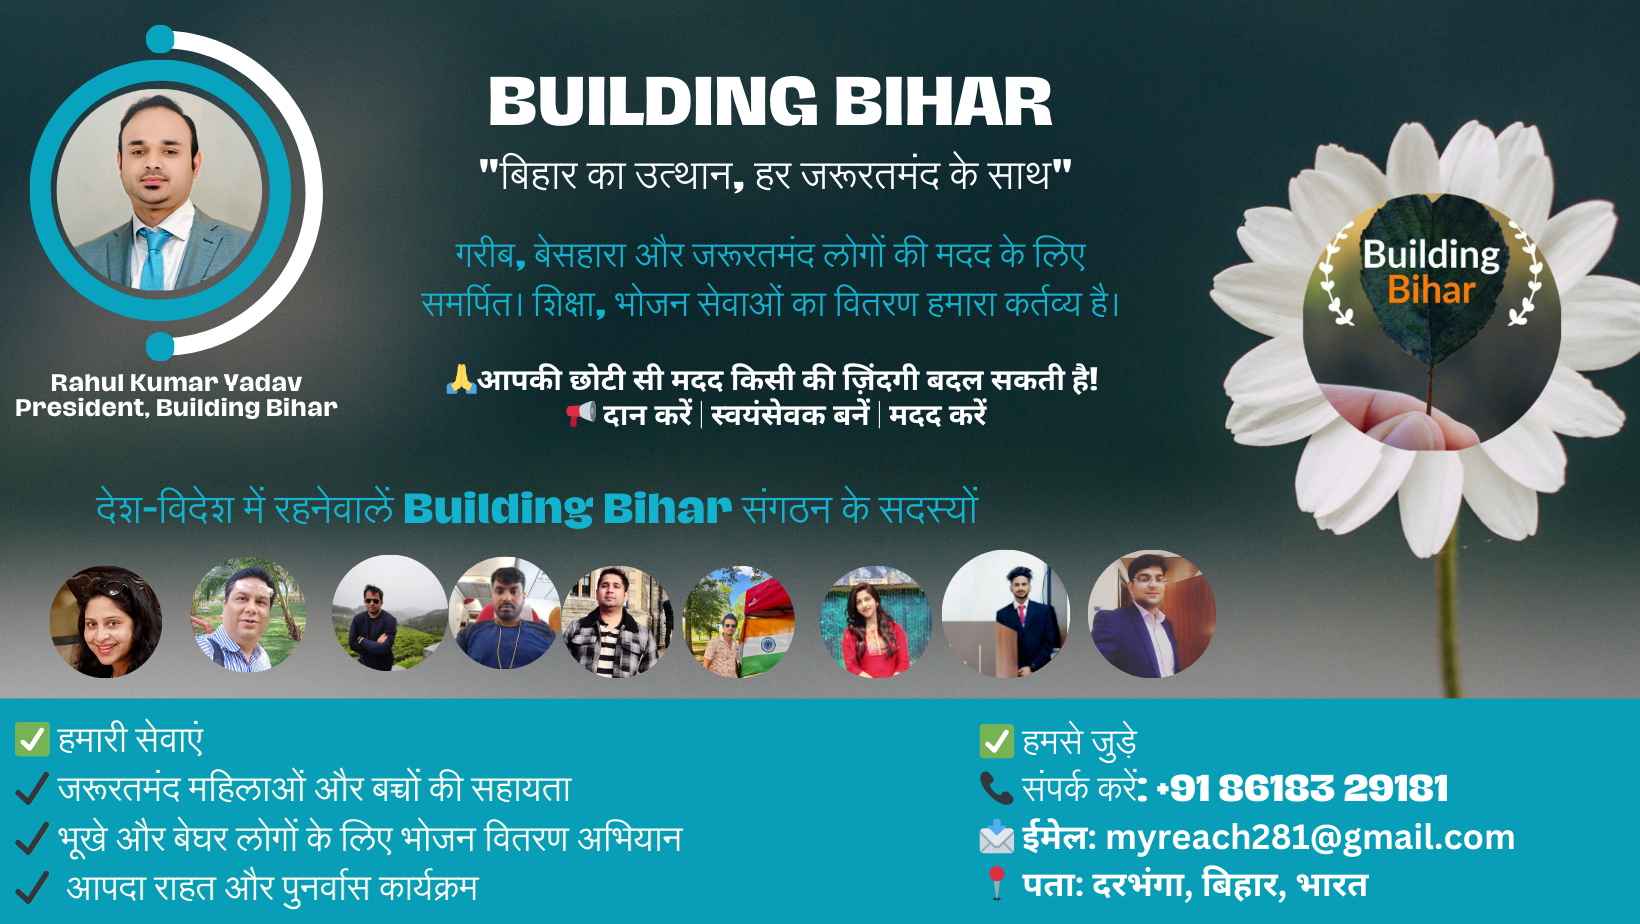 BUILDING BIHAR
"बिहार का उत्थान, हर जरूरतमंद के साथ"
गरीब, बेसहारा और जरूरतमंद लोगों की मदद के लिए
समर्पित। शिक्षा, भोजन सेवाओं का वितरण हमारा कर्तव्य है।
🙏आपकी छोटी सी मदद किसी की ज़िंदगी बदल सकती है!
📢 दान करें | स्वयंसेवक बनें | मदद करें
Rahul Kumar Yadav
President, Building Bihar
Building
Bihar
देश-विदेश में रहनेवालें Building Bihar संगठन के सदस्यों
✅ हमारी सेवाएं
✔ जरूरतमंद महिलाओं और बच्चों की सहायता
✔ भूखे और बेघर लोगों के लिए भोजन वितरण अभियान
✔ आपदा राहत और पुनर्वास कार्यक्रम
✅ हमसे जुड़े
📞 संपर्क करें: +91 86183 29181
📩 ईमेल: myreach281@gmail.com
📍 पता: दरभंगा, बिहार, भारत